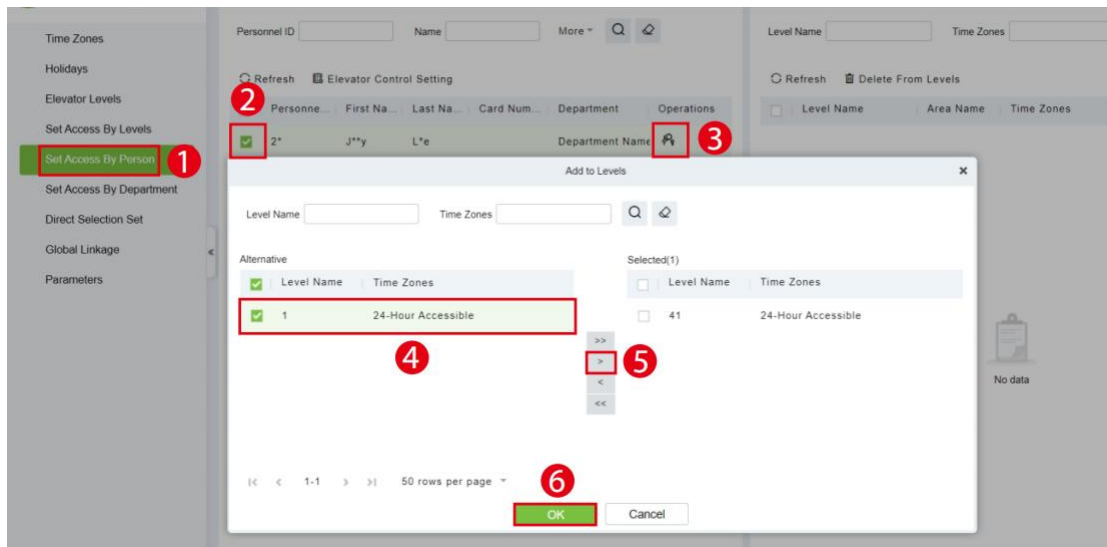 Time Zones
Holidays
Elevator Levels
Set Access By Levels
Set Access By Person
1
Set Access By Department
Direct Selection Set
Global Linkage
Parameters
«
Personnel ID Name More
Refresh Elevator Control Setting
2
Personne... First Na... Last Na... Card Num... Department Operations
2* J**y L*e Department Name
3
Level Name Time Zones
Refresh Delete From Levels
Level Name Area Name Time Zones
No data
Add to Levels ×
Level Name Time Zones
Alternative
Level Name Time Zones
1 24-Hour Accessible
4
>>
>
5
<
<<
Selected(1)
Level Name Time Zones
41 24-Hour Accessible
|< < 1-1 > >| 50 rows per page
6
OK Cancel